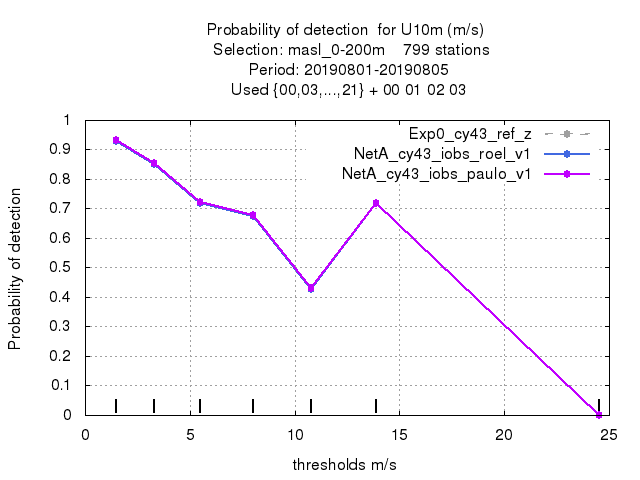 Probability of detection  for U10m (m/s)
Selection: masl_0-200m    799 stations
Period: 20190801-20190805
Used {00,03,...,21} + 00 01 02 03
Exp0_cy43_ref_z
NetA_cy43_iobs_roel_v1
NetA_cy43_iobs_paulo_v1
Probability of detection
1
0.9
0.8
0.7
0.6
0.5
0.4
0.3
0.2
0.1
0
0 5 10 15 20 25
thresholds m/s